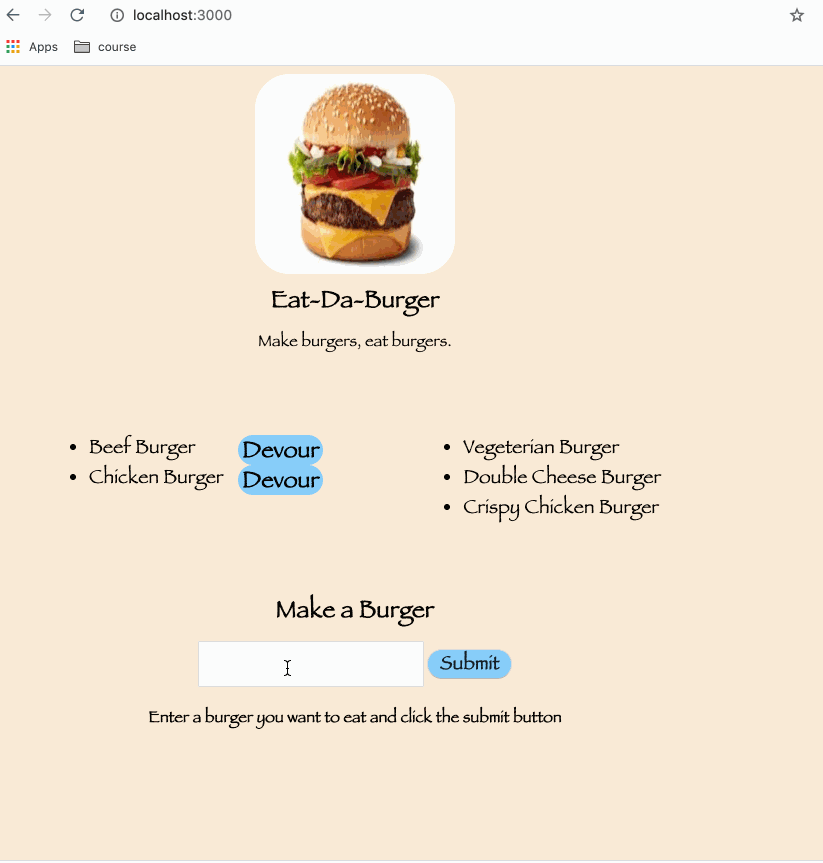 localhost:3000
Apps course
Eat-Da-Burger
Make burgers, eat burgers.
Beef Burger Devour
Chicken Burger Devour
Vegeterian Burger
Double Cheese Burger
Crispy Chicken Burger
Make a Burger
Submit
Enter a burger you want to eat and click the submit button